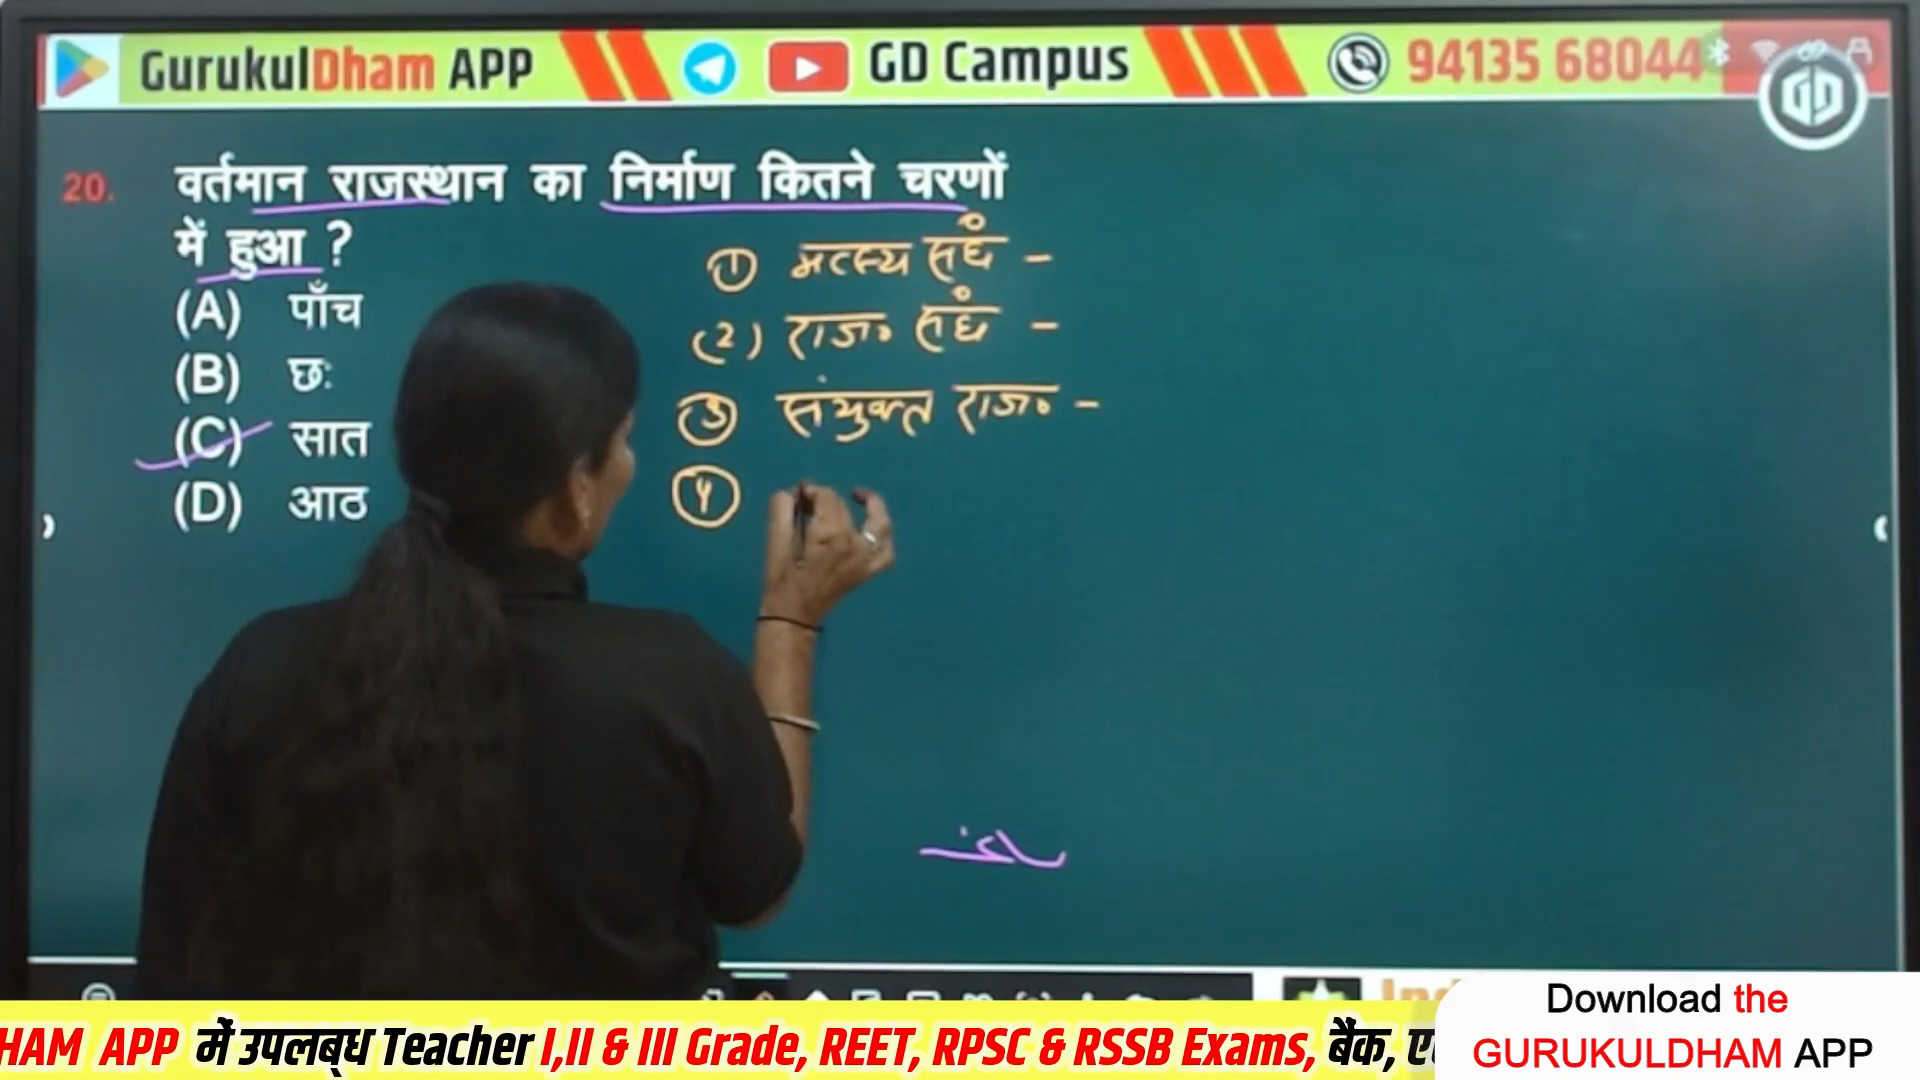 GurukulDham APP GD Campus 94135 68044
GD
20. वर्तमान राजस्थान का निर्माण कितने चरणों
में हुआ ?
(A) पाँच
(B) छः
(C) सात
(D) आठ
① मत्स्य संघ -
(2) राज० संघ -
③ संयुक्त राज० -
④
HAM APP में उपलब्ध Teacher I,II & III Grade, REET, RPSC & RSSB Exams, बैंक,
Download the
GURUKULDHAM APP